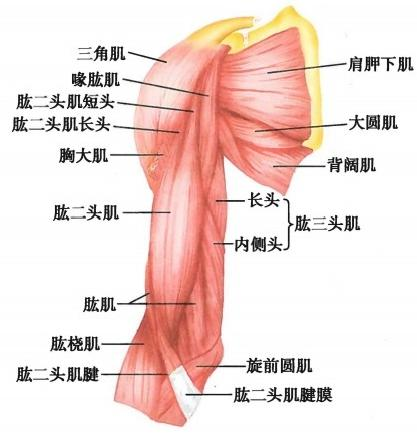 三角肌
喙肱肌
肱二头肌短头
肱二头肌长头
胸大肌
肱二头肌
肱肌
肱桡肌
肱二头肌腱
肩胛下肌
大圆肌
背阔肌
长头
肱三头肌
内侧头
旋前圆肌
肱二头肌腱膜